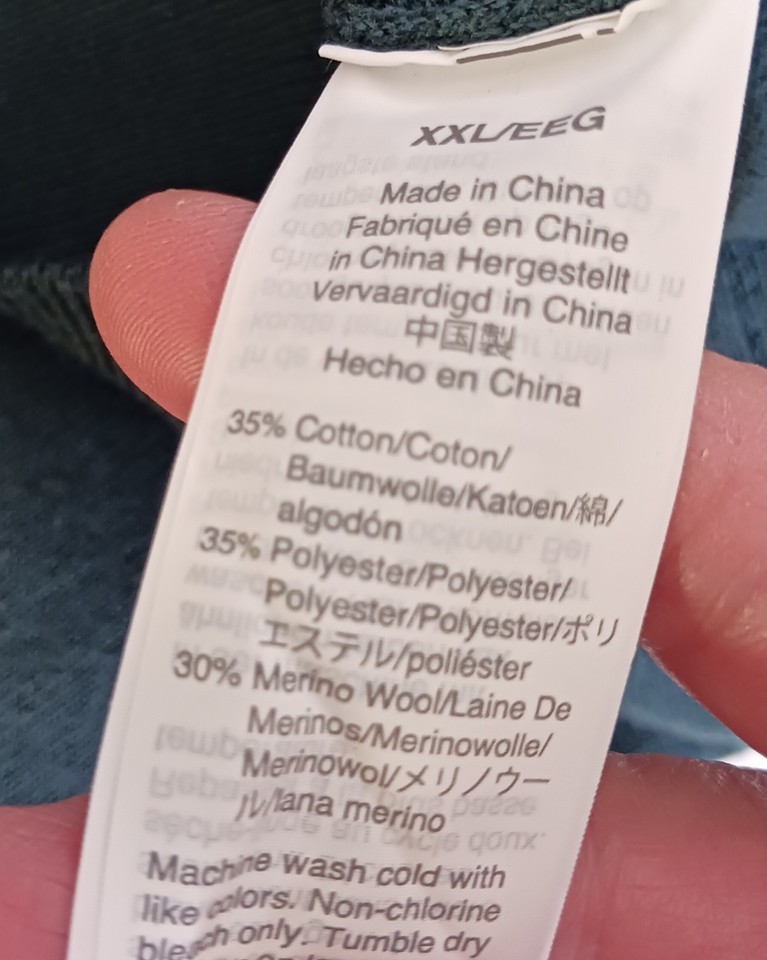 XXL/EEG
Made in China
Fabriqué en Chine
in China Hergestellt
Vervaardigd in China
中国製
Hecho en China
35% Cotton/Coton/
Baumwolle/Katoen/綿/
algodón
35% Polyester/Polyester/
Polyester/Polyester/ポリ
エステル/poliéster
30% Merino Wool/Laine De
Merinos/Merinowolle/
Merinowol/メリノウー
ル/lana merino
Machine wash cold with
like colors. Non-chlorine
bleach only. Tumble dry